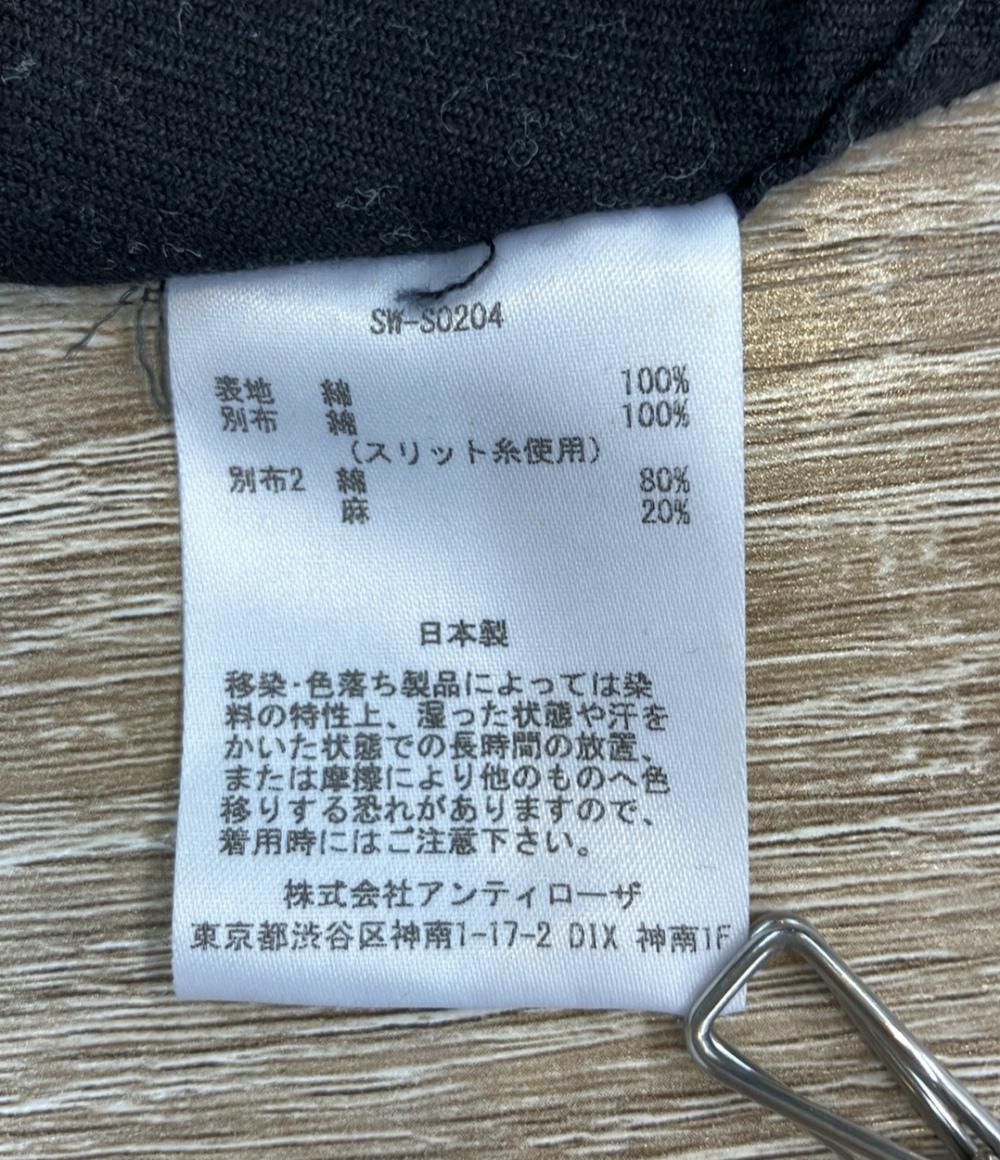 SW-S0204
表地 綿 100%
別布 綿 100%
(スリット糸使用)
別布2 綿 80%
麻 20%
日本製
移染・色落ち製品によっては染
料の特性上、湿った状態や汗を
かいた状態での長時間の放置、
または摩擦により他のものへ色
移りする恐れがありますので、
着用時にはご注意下さい。
株式会社アンティローザ
東京都渋谷区神南1-17-2 DIX 神南1F